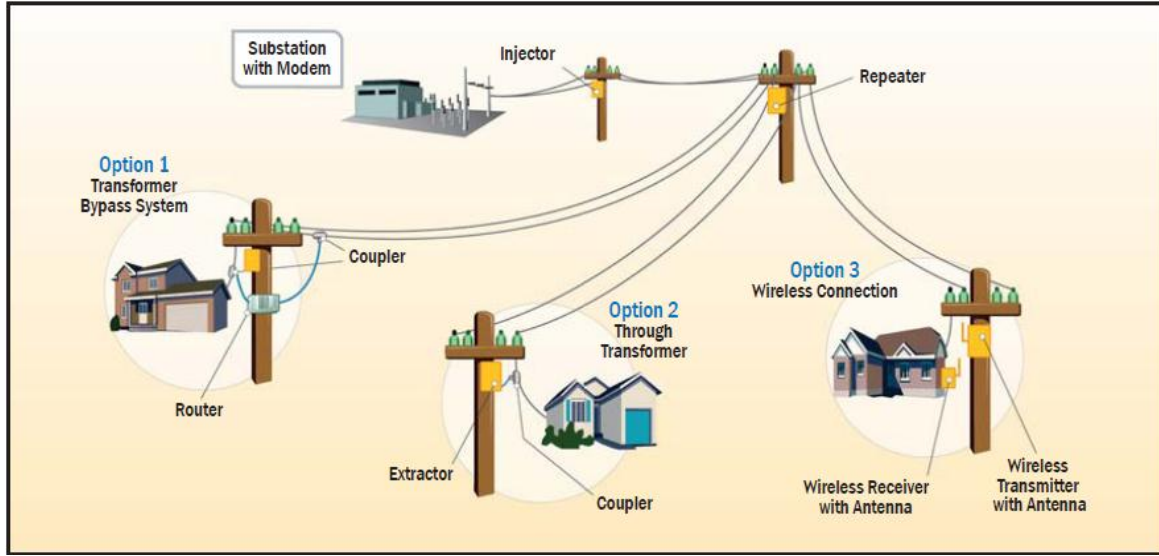 Substation
with Modem
Injector
Repeater
Option 1
Transformer
Bypass System
Coupler
Router
Option 2
Through
Transformer
Extractor
Coupler
Option 3
Wireless Connection
Wireless Receiver
with Antenna
Wireless
Transmitter
with Antenna